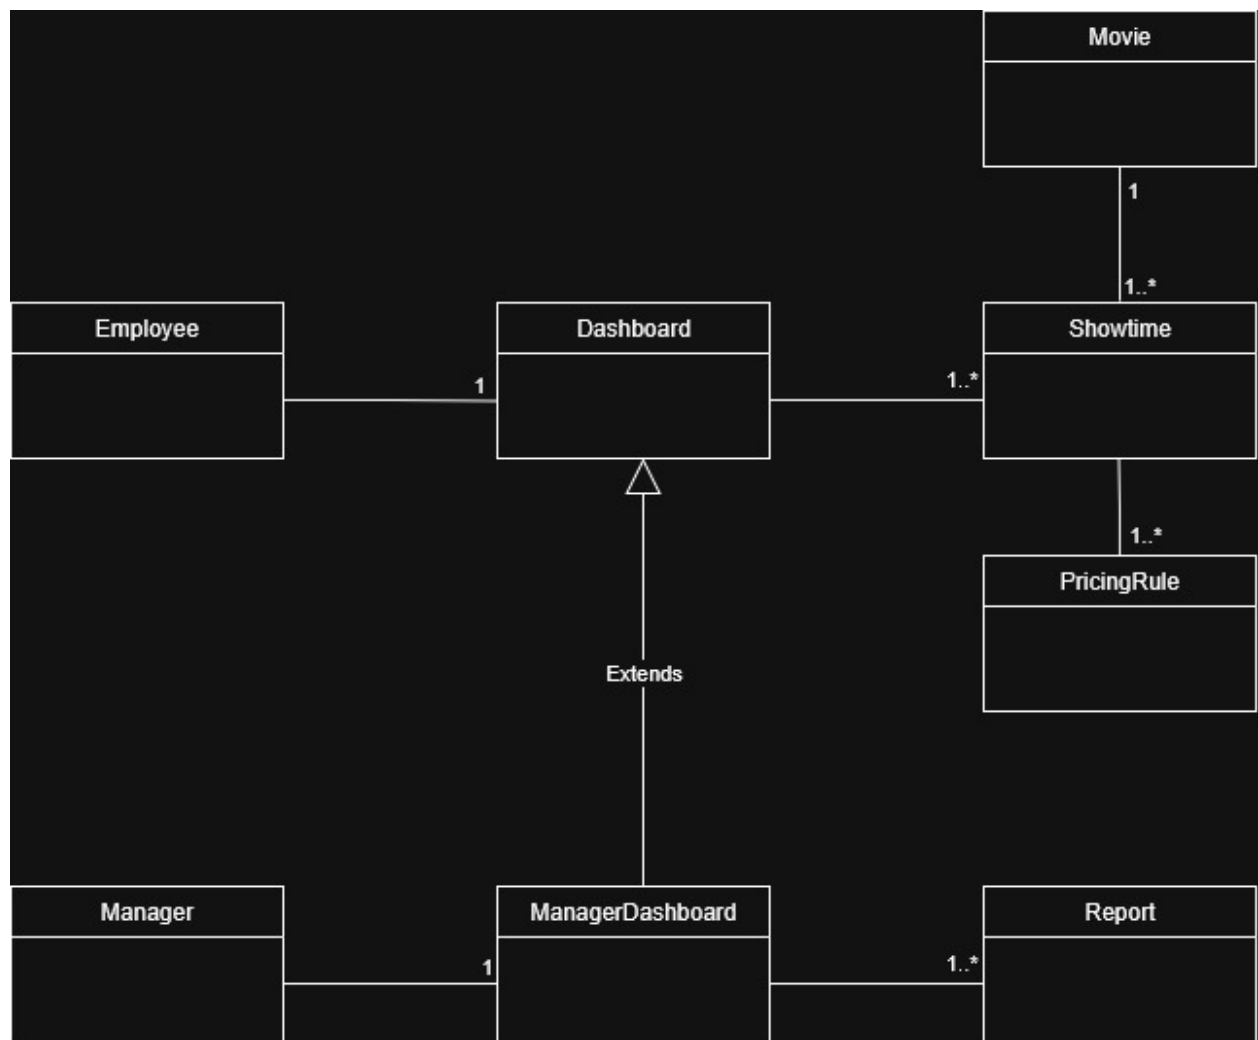 Movie
1
1..*
Employee
Dashboard
Showtime
1
1..*
1..*
PricingRule
Extends
Manager
ManagerDashboard
Report
1
1..*